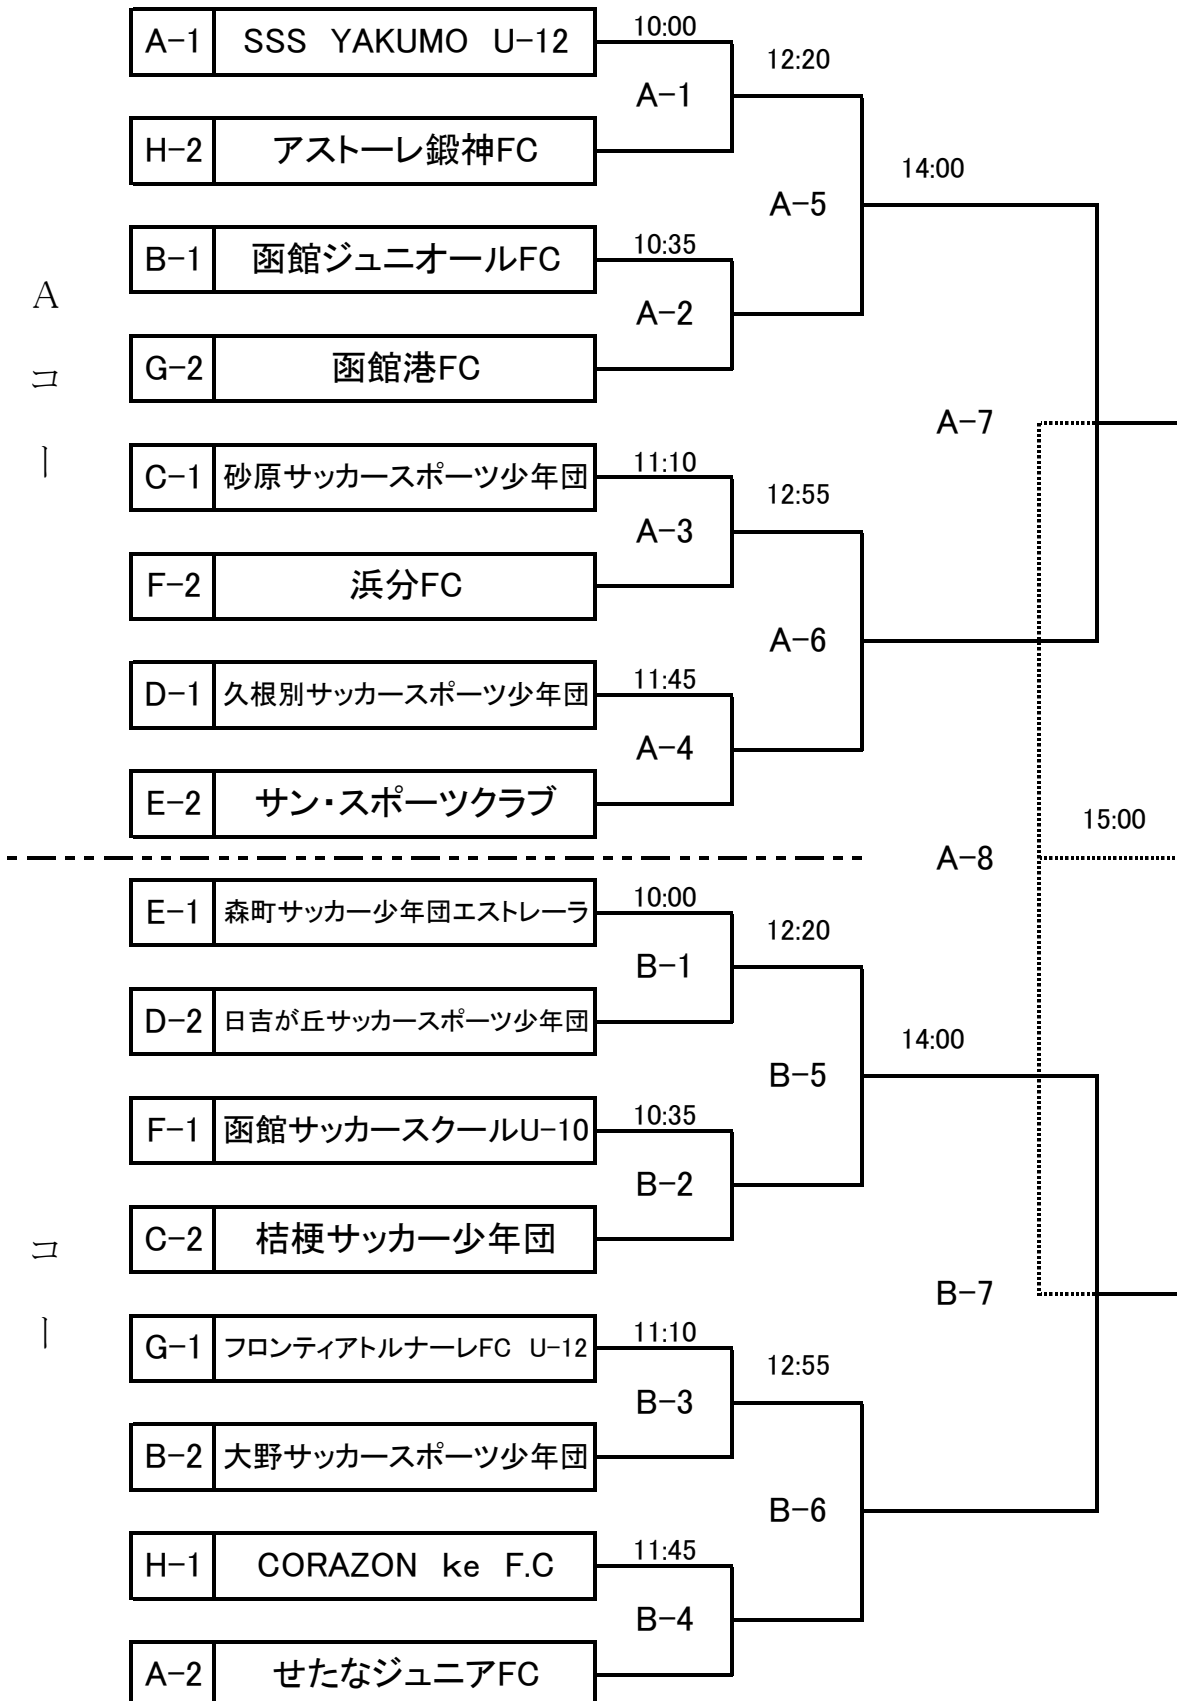 A-1 SSS YAKUMO U-12
10:00
12:20
A-1
H-2 アストーレ鍛神FC
14:00
A-5
B-1 函館ジュニオールFC
10:35
A-2
G-2 函館港FC
A
コ
ー
A-7
C-1 砂原サッカースポーツ少年団
11:10
12:55
A-3
F-2 浜分FC
A-6
D-1 久根別サッカースポーツ少年団
11:45
A-4
E-2 サン・スポーツクラブ
15:00
A-8
E-1 森町サッカー少年団エストレーラ
10:00
12:20
B-1
D-2 日吉が丘サッカースポーツ少年団
14:00
B-5
F-1 函館サッカースクールU-10
10:35
B-2
C-2 桔梗サッカー少年団
コ
ー
B-7
G-1 フロンティアトルナーレFC U-12
11:10
12:55
B-3
B-2 大野サッカースポーツ少年団
B-6
H-1 CORAZON ke F.C
11:45
B-4
A-2 せたなジュニアFC